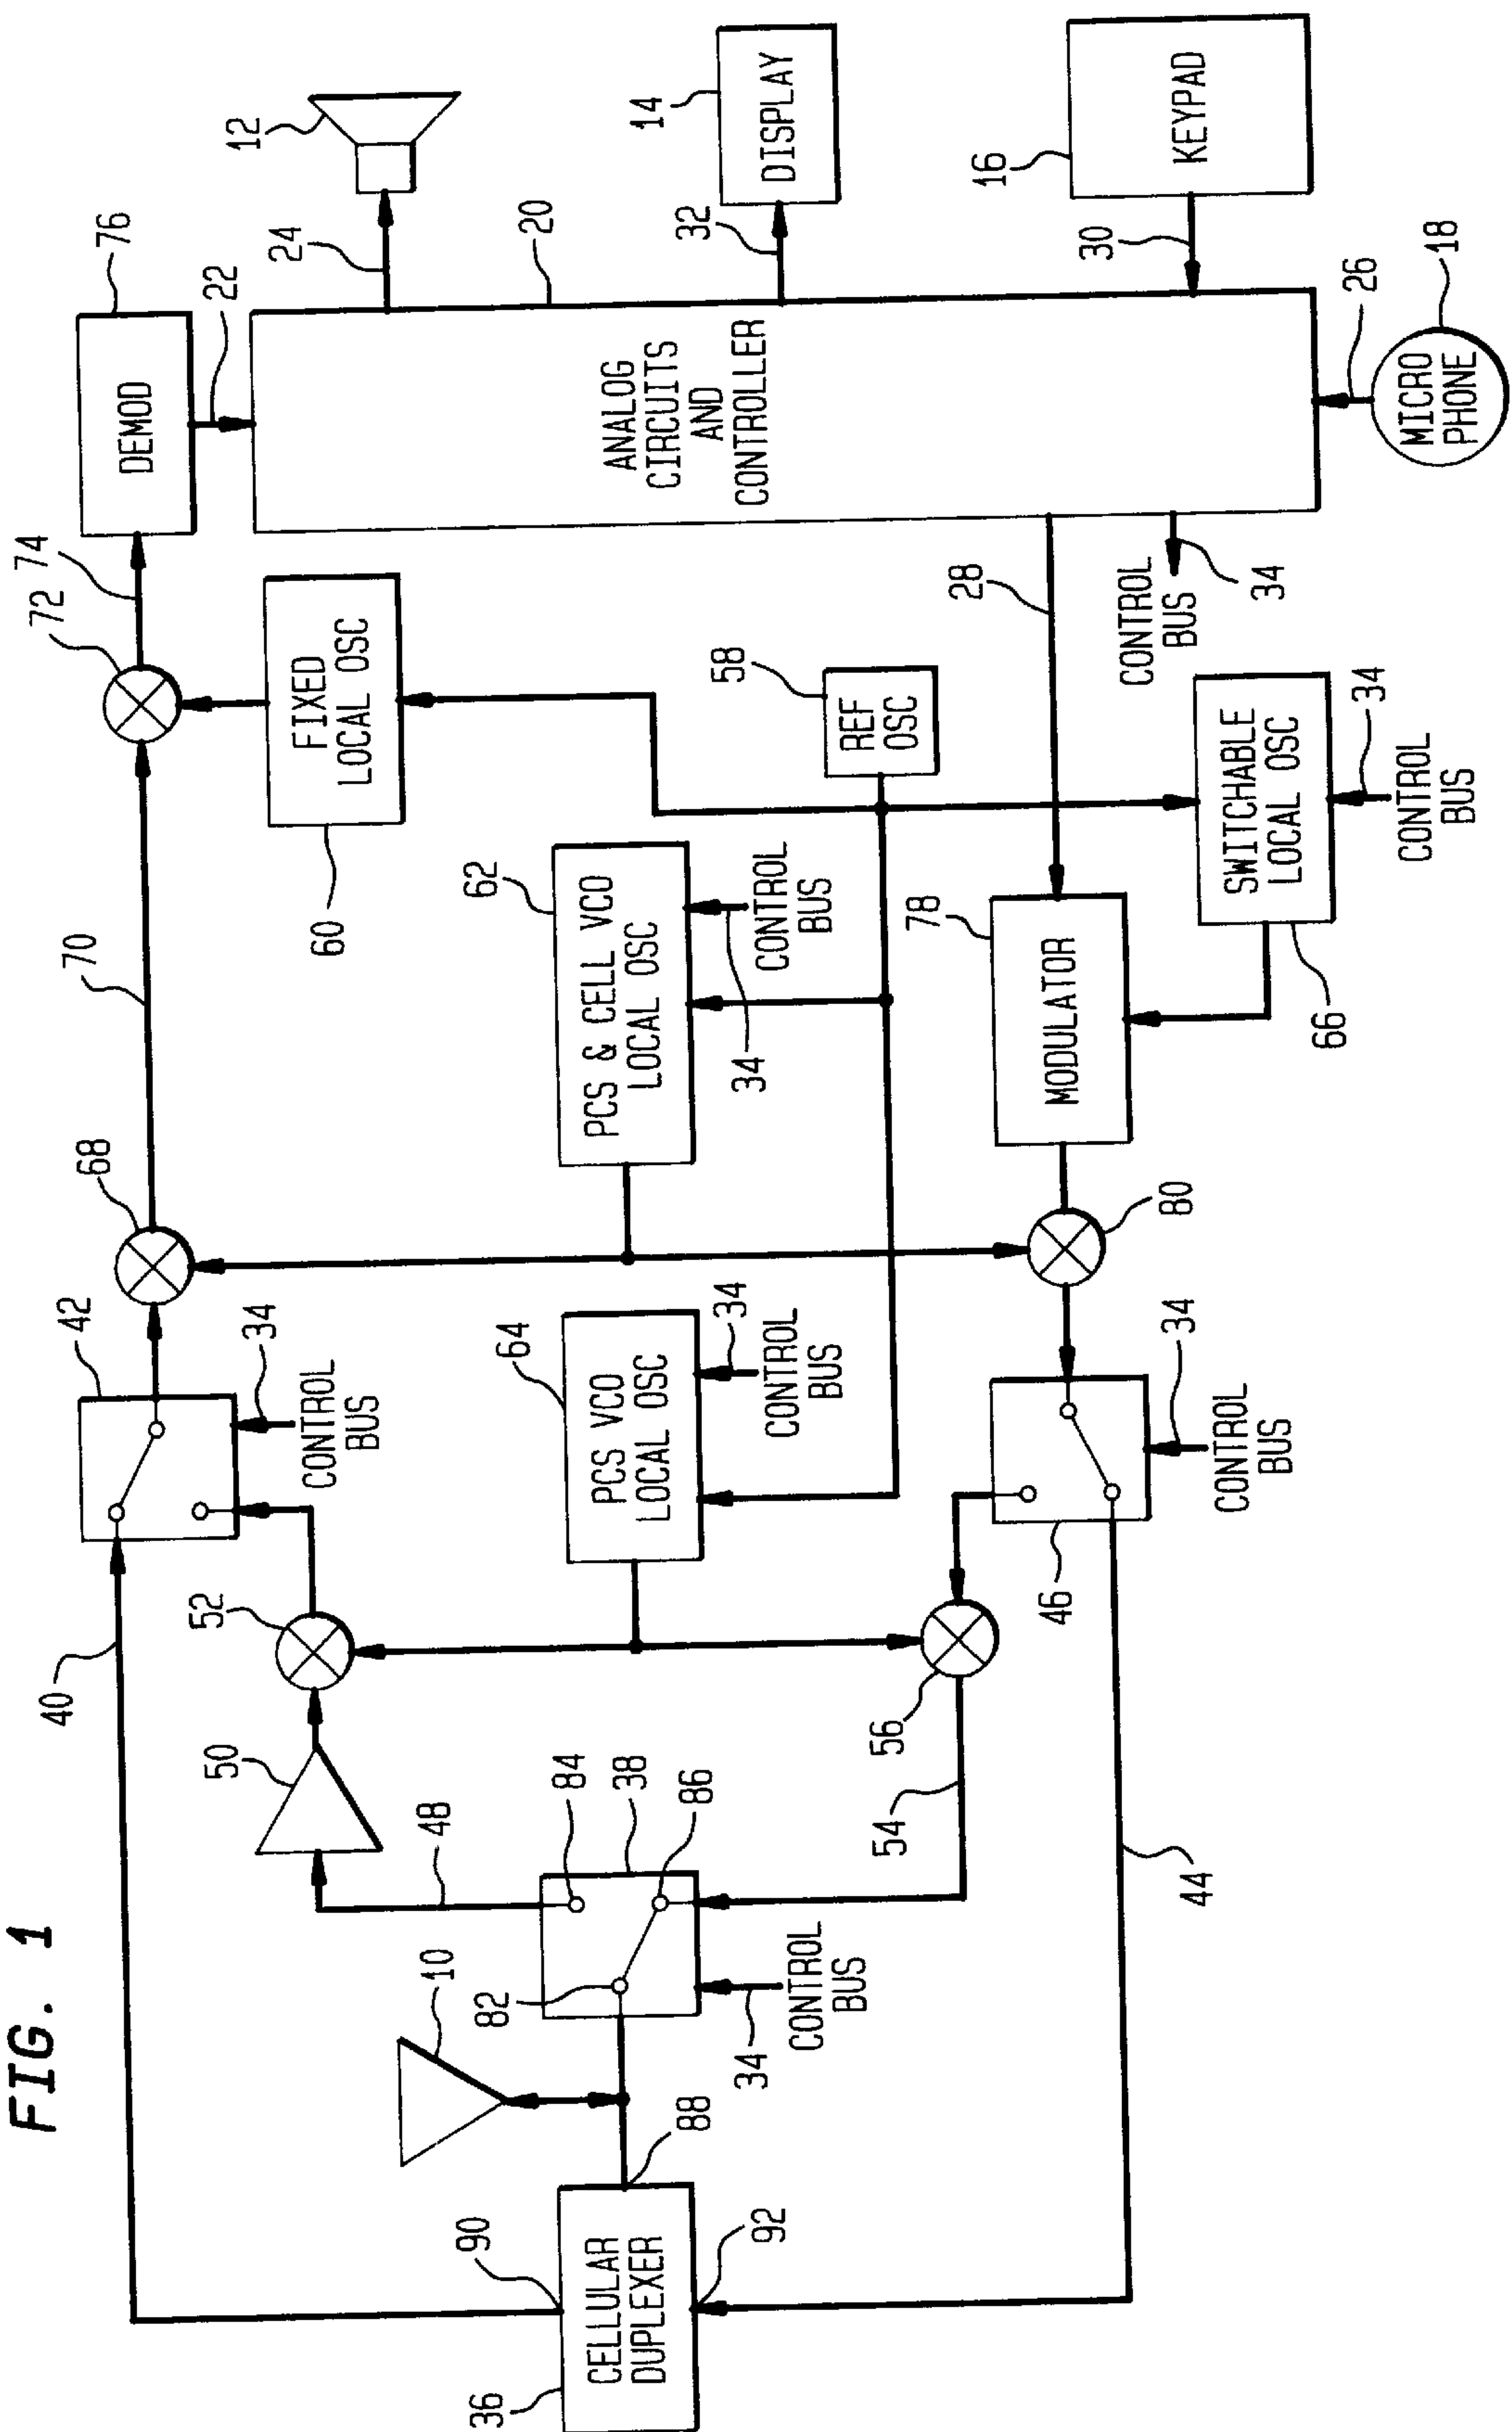 FIG. 1
36
CELLULAR
DUPLEXER
90
92
88
10
40
44
82
84
86
38
34
CONTROL
BUS
48
50
52
54
56
42
34
CONTROL
BUS
64
PCS VCO
LOCAL OSC
34
CONTROL
BUS
46
34
CONTROL
BUS
68
80
70
62
PCS & CELL VCO
LOCAL OSC
34
CONTROL
BUS
78
MODULATOR
66
SWITCHABLE
LOCAL OSC
34
CONTROL
BUS
60
FIXED
LOCAL OSC
58
REF
OSC
72
74
28
CONTROL
BUS
34
76
DEMOD
22
ANALOG
CIRCUITS
AND
CONTROLLER
20
24
12
32
14
DISPLAY
30
16
KEYPAD
26
18
MICRO
PHONE